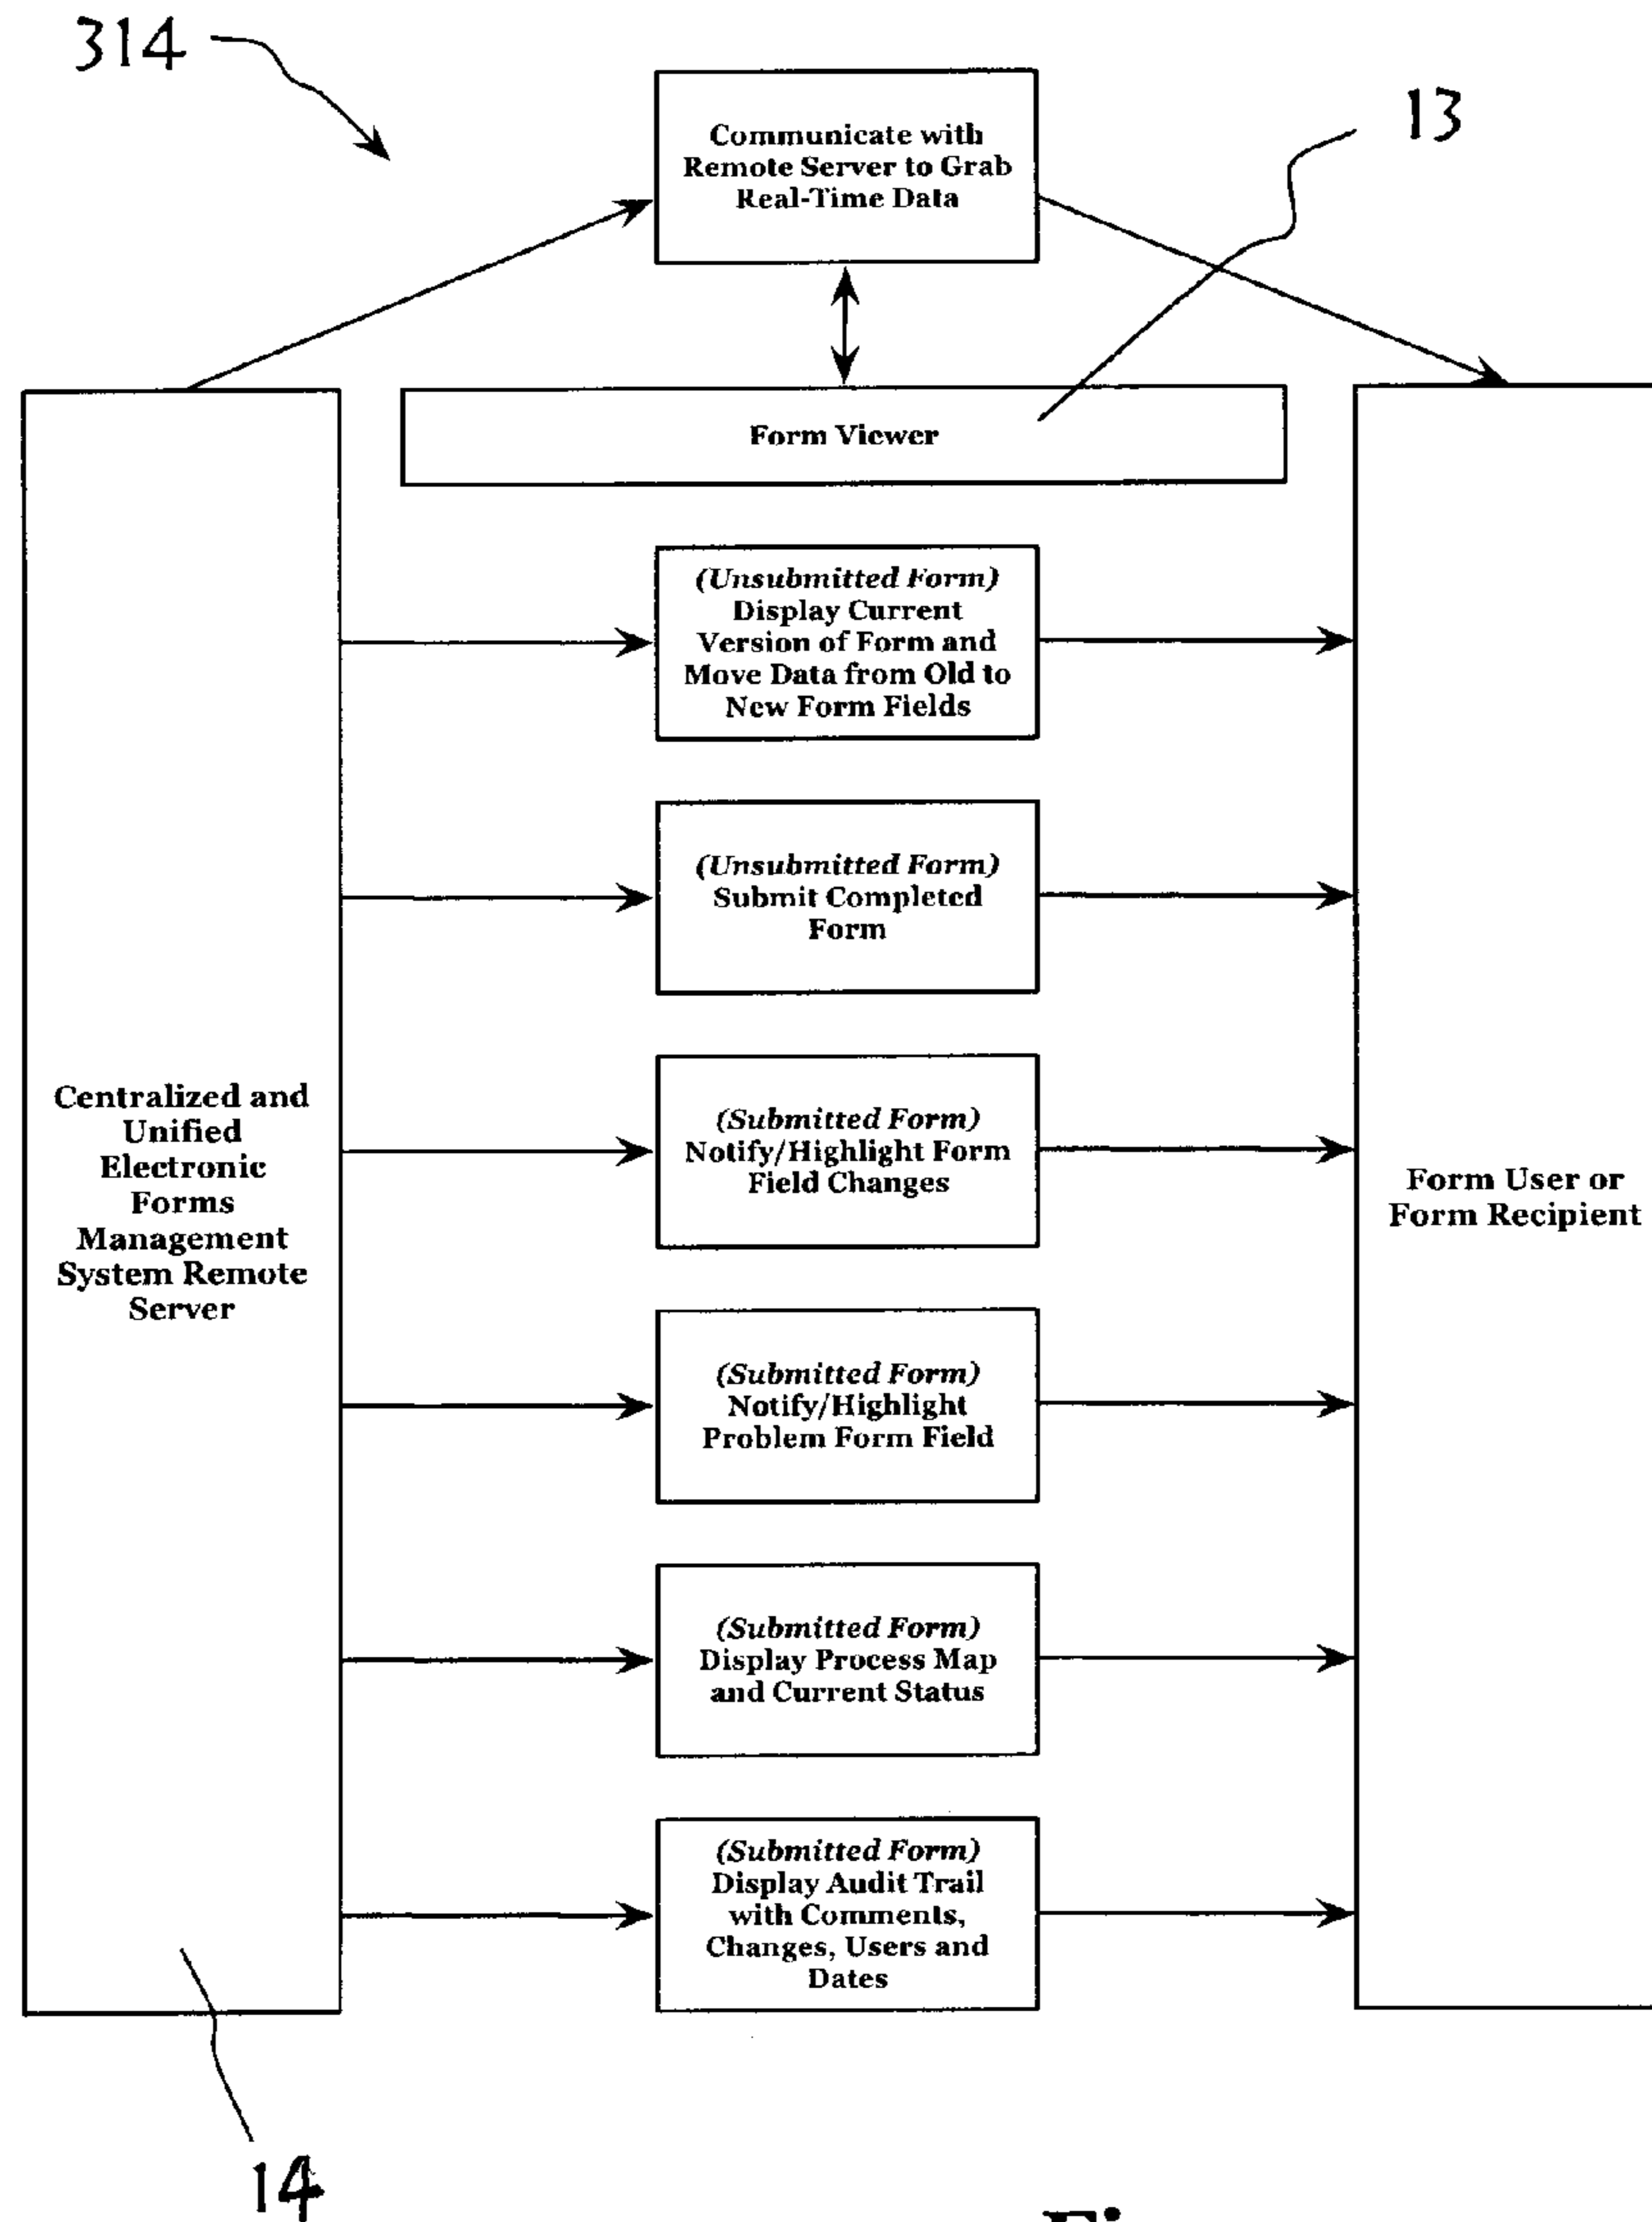 314
13
Communicate with
Remote Server to Grab
Real-Time Data
Form Viewer
(Unsubmitted Form)
Display Current
Version of Form and
Move Data from Old to
New Form Fields
(Unsubmitted Form)
Submit Completed
Form
Centralized and
Unified
Electronic
Forms
Management
System Remote
Server
(Submitted Form)
Notify/Highlight Form
Field Changes
Form User or
Form Recipient
(Submitted Form)
Notify/Highlight
Problem Form Field
(Submitted Form)
Display Process Map
and Current Status
(Submitted Form)
Display Audit Trail
with Comments,
Changes, Users and
Dates
14